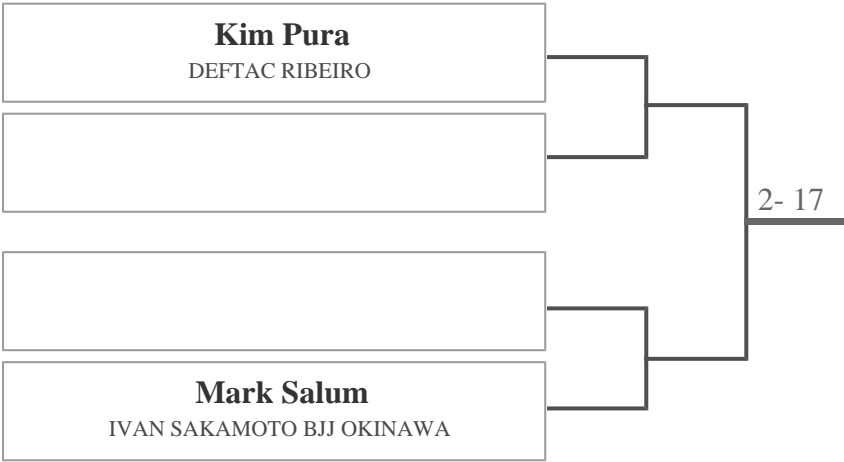 Kim Pura
DEFTAC RIBEIRO
2- 17
Mark Salum
IVAN SAKAMOTO BJJ OKINAWA